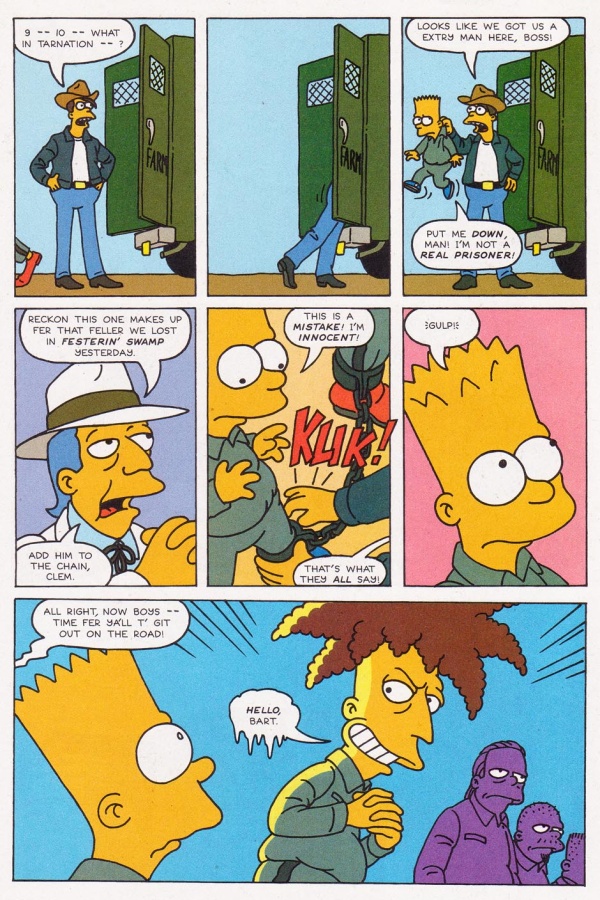 9 -- 10 -- WHAT
IN TARNATION -- ?
FARM
FARM
LOOKS LIKE WE GOT US A
EXTRY MAN HERE, BOSS!
FARM
PUT ME DOWN,
MAN! I'M NOT A
REAL PRISONER!
RECKON THIS ONE MAKES UP
FER THAT FELLER WE LOST
IN FESTERIN' SWAMP
YESTERDAY.
ADD HIM TO
THE CHAIN,
CLEM.
THIS IS A
MISTAKE! I'M
INNOCENT!
KLIK!
THAT'S WHAT
THEY ALL SAY!
GULP!
ALL RIGHT, NOW BOYS --
TIME FER YA'LL T' GIT
OUT ON THE ROAD!
HELLO,
BART.